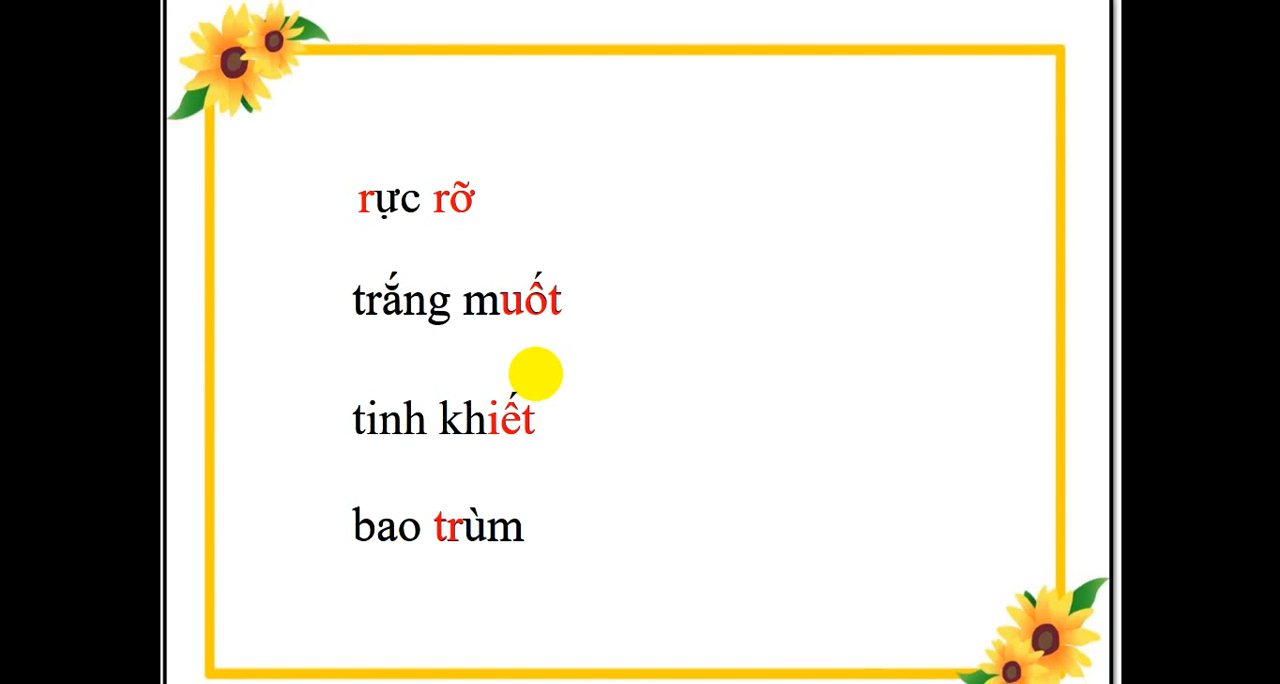 rực rỡ
trắng muốt
tinh khiết
bao trùm